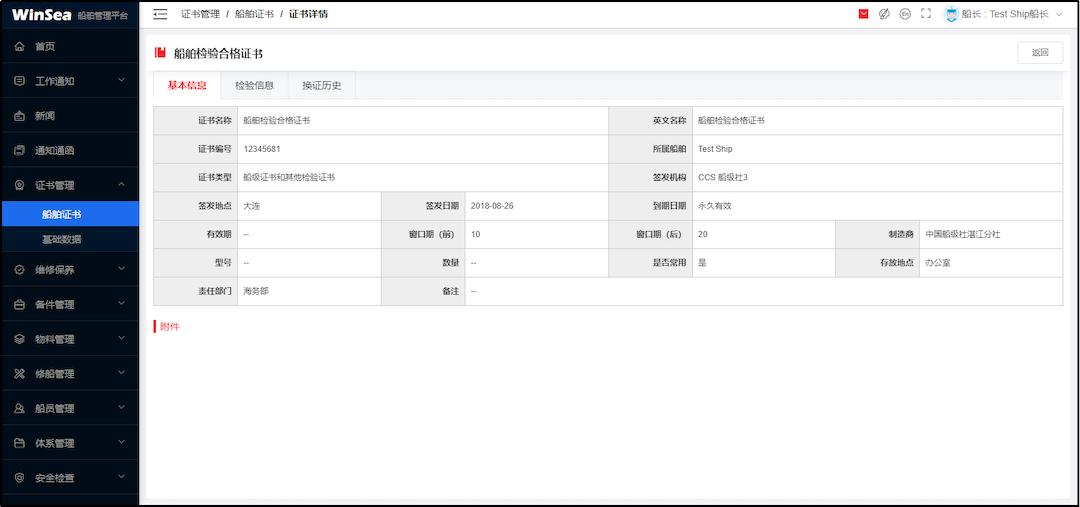 WinSea 船舶管理平台
证书管理 / 船舶证书 / 证书详情
En
船长 : Test Ship船长
首页
工作通知
新闻
通知通函
证书管理
船舶证书
基础数据
维修保养
备件管理
物料管理
修船管理
船员管理
体系管理
安全检查
船舶检验合格证书
返回
基本信息 检验信息 换证历史
证书名称 船舶检验合格证书 英文名称 船舶检验合格证书
证书编号 12345681 所属船舶 Test Ship
证书类型 船级证书和其他检验证书 签发机构 CCS 船级社3
签发地点 大连 签发日期 2018-08-26 到期日期 永久有效
有效期 -- 窗口期（前） 10 窗口期（后） 20 制造商 中国船级社湛江分社
型号 -- 数量 -- 是否常用 是 存放地点 办公室
责任部门 海务部 备注 --
附件